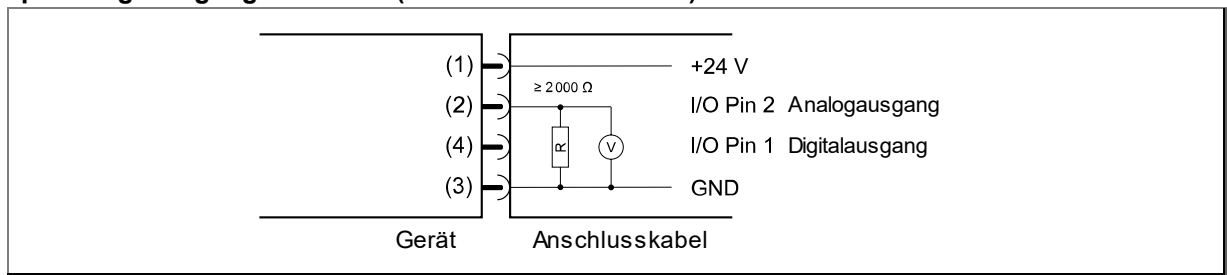 (1) +24 V
≥ 2 000 Ω
(2) I/O Pin 2 Analogausgang
(4) R V I/O Pin 1 Digitalausgang
(3) GND
Gerät Anschlusskabel